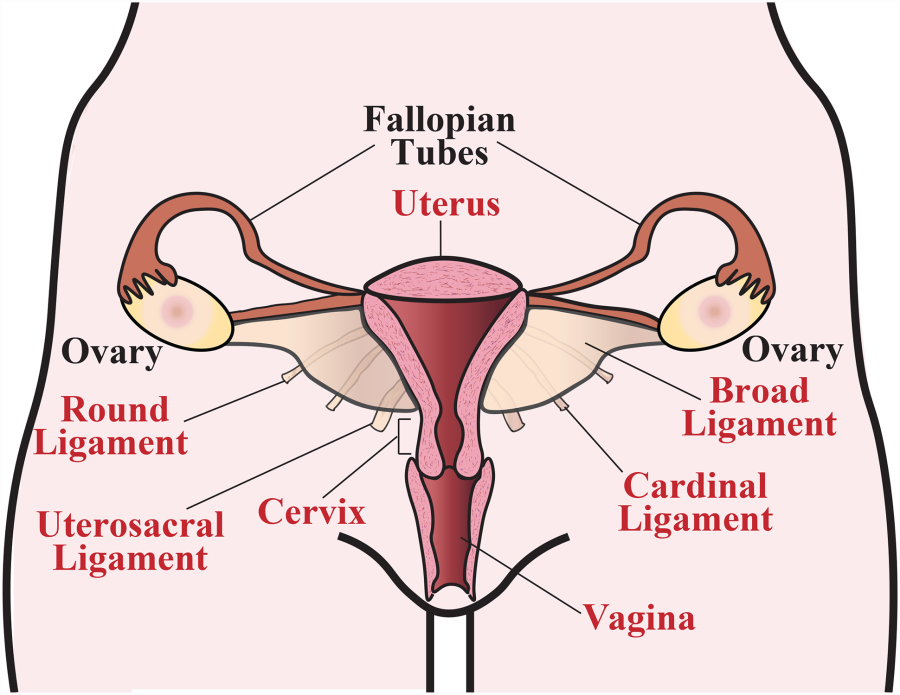 Fallopian
Tubes
Uterus
Ovary
Ovary
Round
Ligament
Broad
Ligament
Uterosacral
Ligament
Cervix
Cardinal
Ligament
Vagina